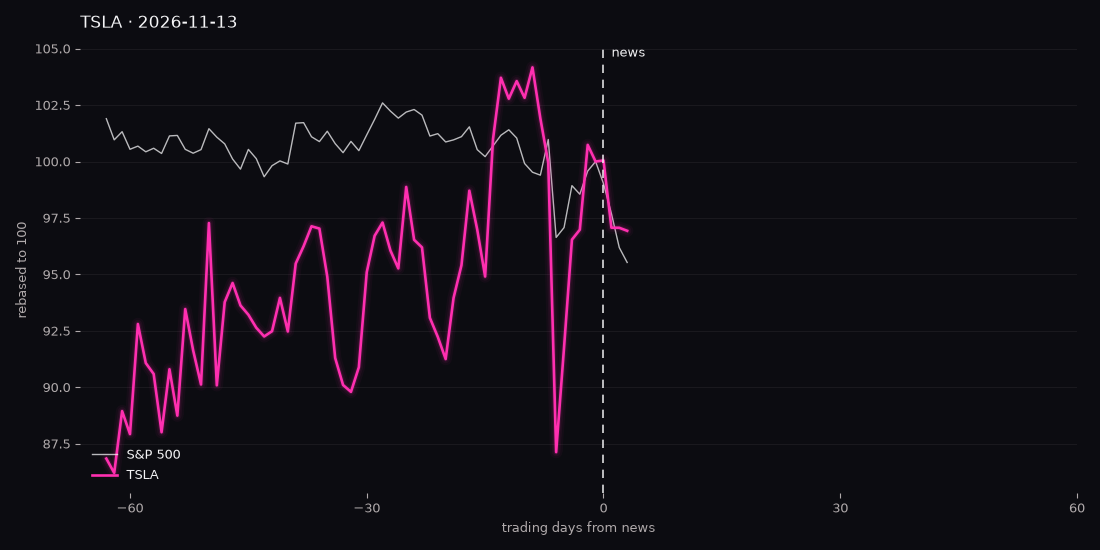 TSLA · 2026-11-13
news
105.0
102.5
100.0
97.5
95.0
92.5
90.0
87.5
rebased to 100
S&P 500
TSLA
−60
−30
0
30
60
trading days from news